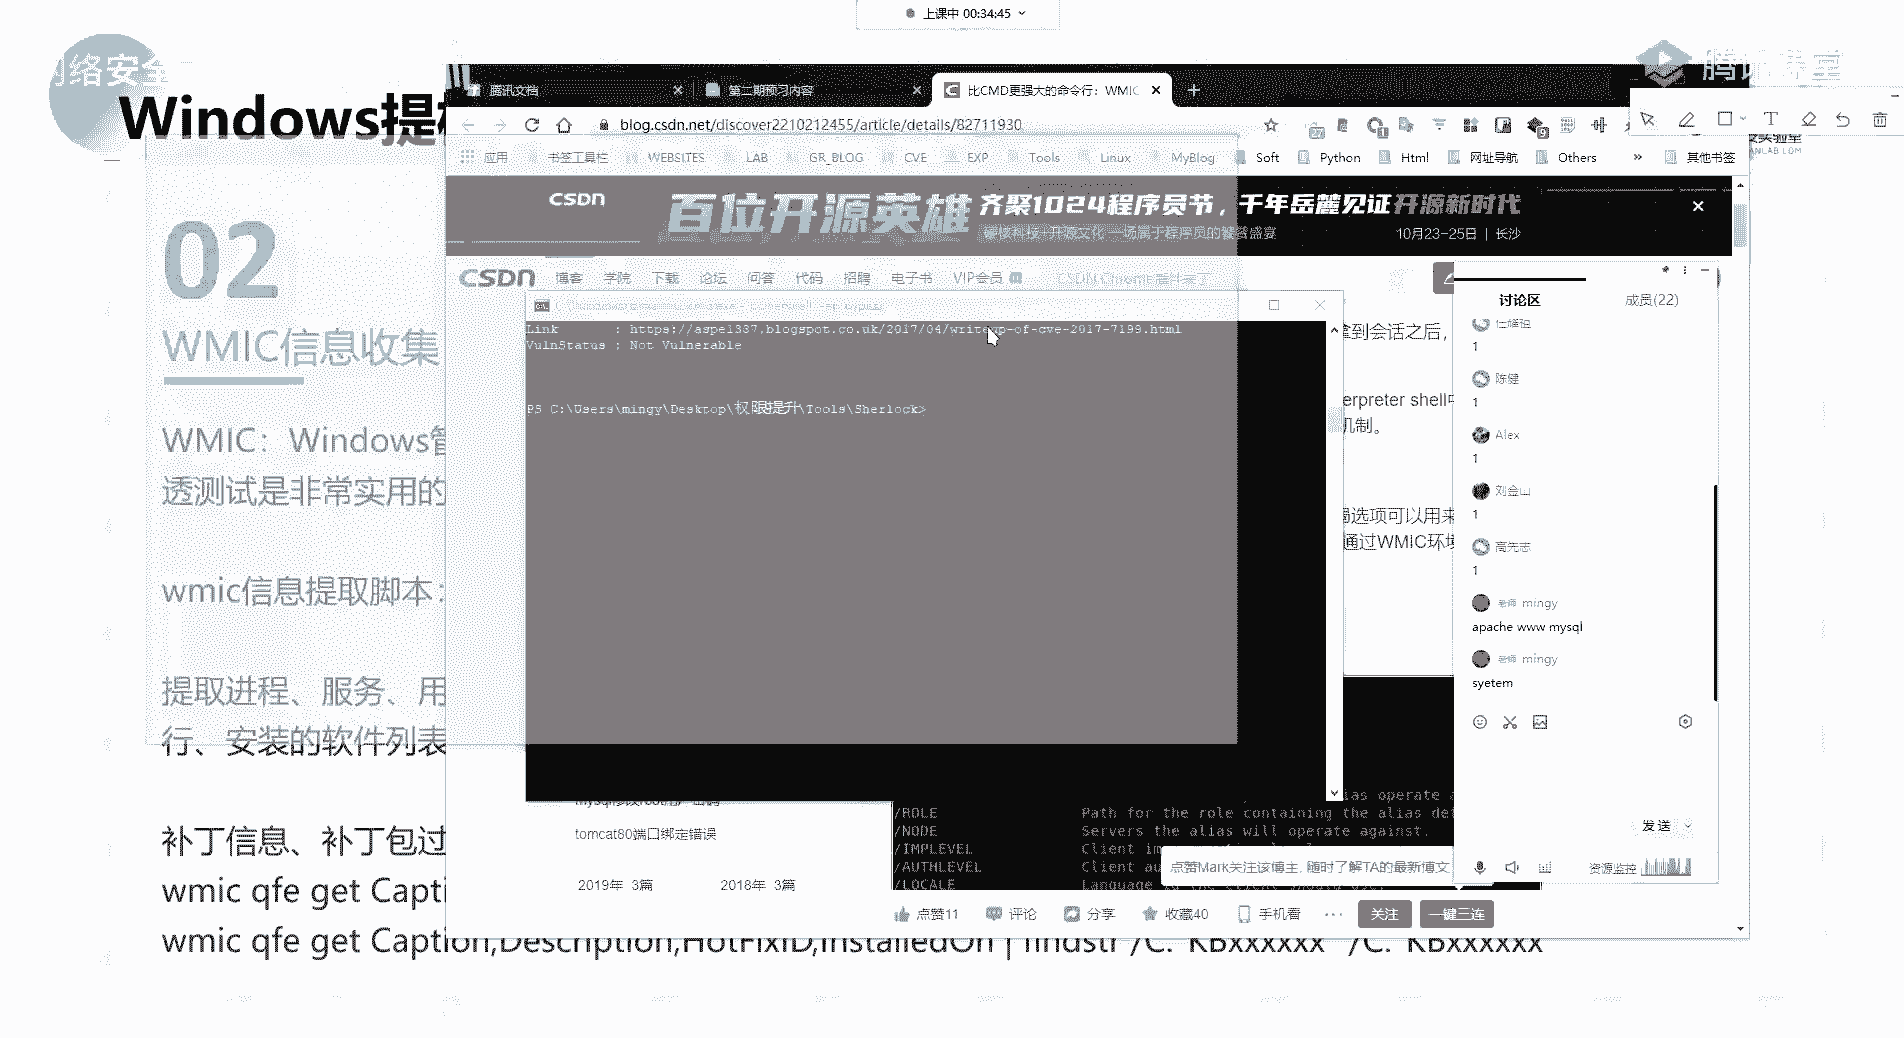 上课中 00:34:45
网络安全
腾讯课堂
Windows提权
实验室
腾讯文档
第二期预习内容
比CMD更强大的命令行：WMIC
blog.csdn.net/discover2210212455/article/details/82711930
27
1
9
应用
书签工具栏
WEBSITES
LAB
GR_BLOG
CVE
EXP
Tools
Linux
MyBlog
Soft
Python
Html
网址导航
Others
»
其他书签
CSDN
百位开源英雄
齐聚1024程序员节，千年岳麓见证开源新时代
10月23-25日 | 长沙
CSDN
博客
学院
下载
论坛
问答
代码
招聘
电子书
VIP会员
02
WMIC信息收集
WMIC：Windows管
透测试是非常实用的
wmic信息提取脚本：
提取进程、服务、用
行、安装的软件列表
补丁信息、补丁包过
wmic qfe get Capti
wmic qfe get Caption,Description,HotFixID,InstalledOn | findstr /C:"KBxxxxxx" /C:"KBxxxxxx"
Link : https://aspe1337.blogspot.co.uk/2017/04/writeup-of-cve-2017-7199.html
VulnStatus : Not Vulnerable
PS C:\Users\mingy\Desktop\权限提升\Tools\Sherlock>
拿到会话之后，
erpreter shell中
机制。
局选项可以用来
通过WMIC环境
讨论区
成员(22)
1
陈健
1
Alex
1
刘金山
1
高先志
1
老师 mingy
apache www mysql
老师 mingy
syetem
发送
资源监控
tomcat80端口绑定错误
2019年 3篇
2018年 3篇
/ROLE Path for the role containing the alias def
/NODE Servers the alias will operate against.
/IMPLEVEL Client im
/AUTHLEVEL Client au
/LOCALE
点赞Mark关注该博主, 随时了解TA的最新博文
点赞11
评论
分享
收藏40
手机看
关注
一键三连